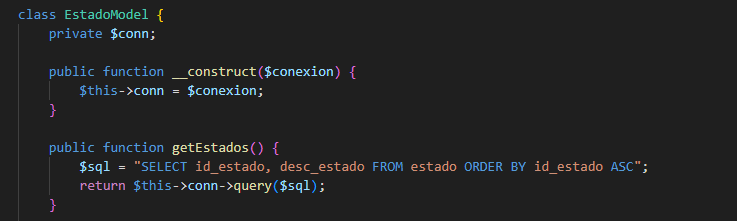 class EstadoModel {
    private $conn;

    public function __construct($conexion) {
        $this->conn = $conexion;
    }

    public function getEstados() {
        $sql = "SELECT id_estado, desc_estado FROM estado ORDER BY id_estado ASC";
        return $this->conn->query($sql);
    }